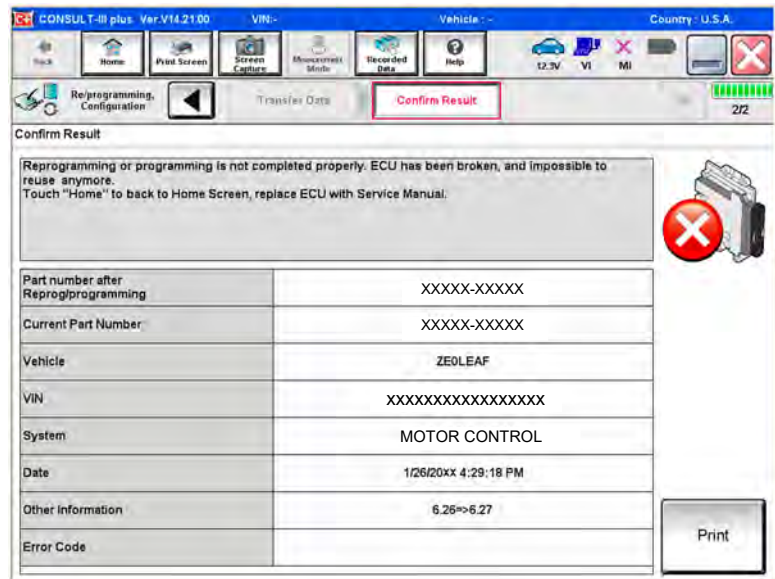 CONSULT-III plus Ver.V14.21.00 VIN:- Vehicle : - Country : U.S.A.
Back Home Print Screen Screen Capture Measurement Mode Recorded Data Help 12.3V VI MI
Re/programming, Configuration Transfer Data Confirm Result 2/2
Confirm Result
Reprogramming or programming is not completed properly. ECU has been broken, and impossible to
reuse anymore.
Touch "Home" to back to Home Screen, replace ECU with Service Manual.
Part number after
Reprog/programming XXXXX-XXXXX
Current Part Number XXXXX-XXXXX
Vehicle ZE0LEAF
VIN XXXXXXXXXXXXXXXXX
System MOTOR CONTROL
Date 1/26/20XX 4:29:18 PM
Other Information 6.26=>6.27
Error Code
Print